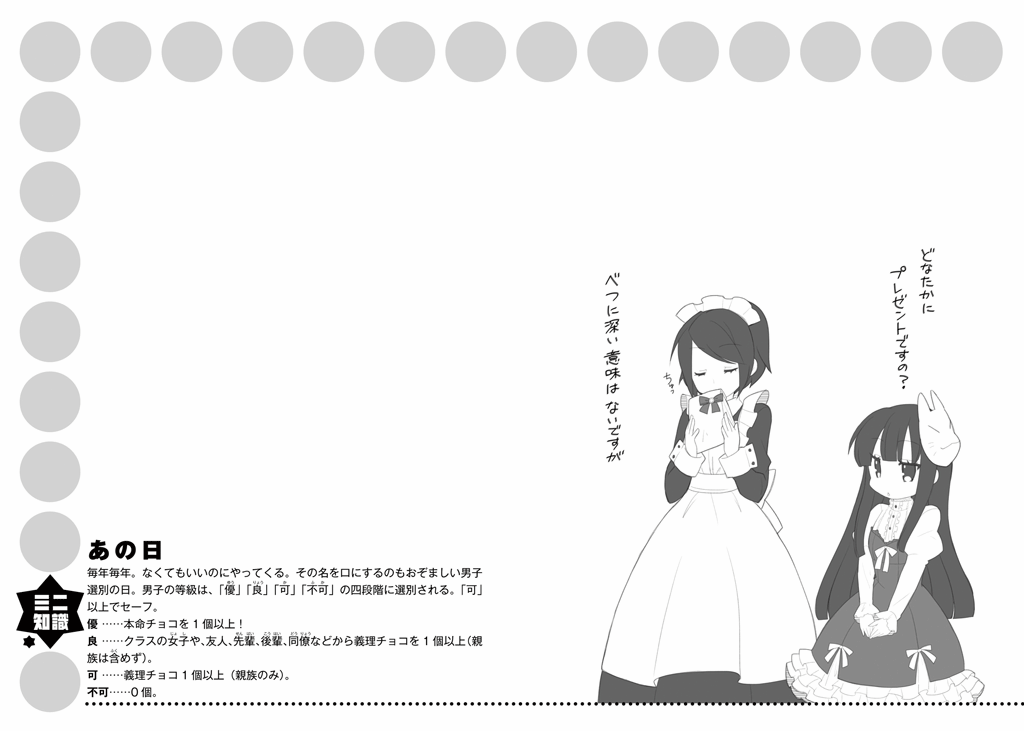 どなたかに
プレゼントですの?
ちゅっ
べつに深い意味はないですが
ミニ
知識
あの日
毎年毎年。なくてもいいのにやってくる。その名を口にするのもおぞましい男子
選別の日。男子の等級は、「優」「良」「可」「不可」の四段階に選別される。「可」
以上でセーフ。
優……本命チョコを1個以上!
良……クラスの女子や、友人、先輩、後輩、同僚などから義理チョコを1個以上(親
族は含めず)。
可……義理チョコ1個以上(親族のみ)。
不可……0個。